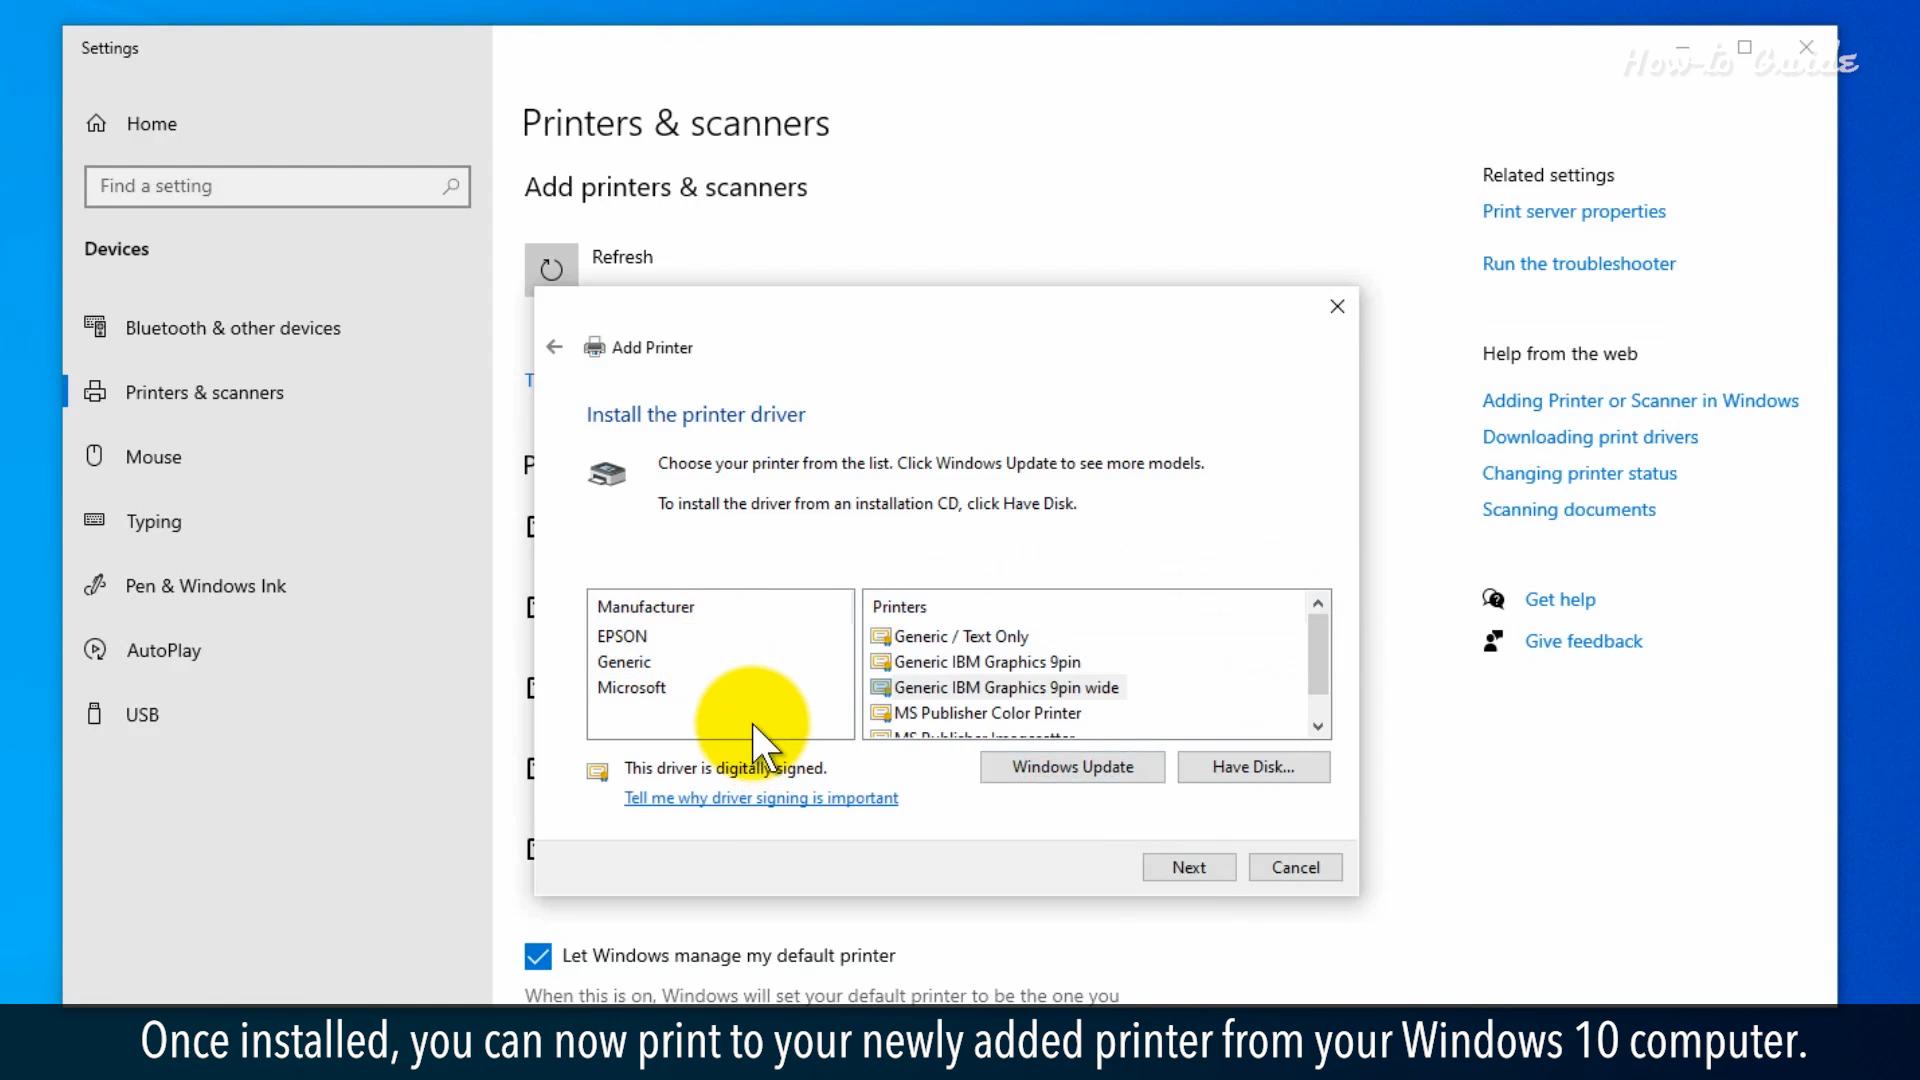 Settings
How-to Guide
Home
Find a setting
Devices
Bluetooth & other devices
Printers & scanners
Mouse
Typing
Pen & Windows Ink
AutoPlay
USB
Printers & scanners
Add printers & scanners
Refresh
T
P
Add Printer
Install the printer driver
Choose your printer from the list. Click Windows Update to see more models.
To install the driver from an installation CD, click Have Disk.
Manufacturer
EPSON
Generic
Microsoft
Printers
Generic / Text Only
Generic IBM Graphics 9pin
Generic IBM Graphics 9pin wide
MS Publisher Color Printer
MS Publisher Imagesetter
This driver is digitally signed.
Tell me why driver signing is important
Windows Update
Have Disk...
Next
Cancel
Let Windows manage my default printer
When this is on, Windows will set your default printer to be the one you
Related settings
Print server properties
Run the troubleshooter
Help from the web
Adding Printer or Scanner in Windows
Downloading print drivers
Changing printer status
Scanning documents
Get help
Give feedback
Once installed, you can now print to your newly added printer from your Windows 10 computer.